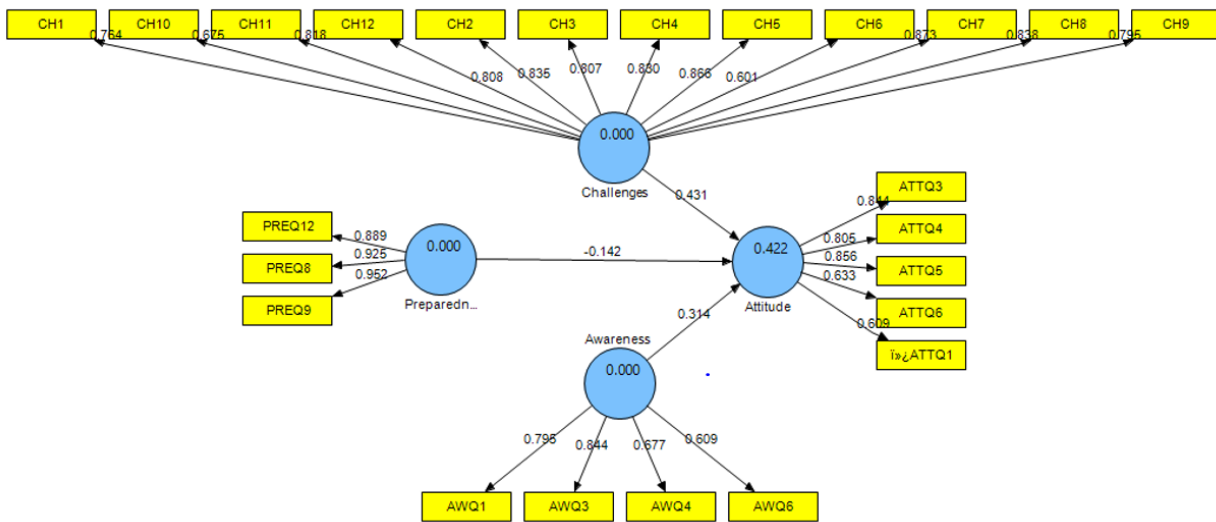 CH1 CH10 CH11 CH12 CH2 CH3 CH4 CH5 CH6 CH7 CH8 CH9
0.764 0.675 0.818 0.873 0.838 0.795
0.808 0.835 0.807 0.830 0.866 0.601
0.000
Challenges
0.431
ATTQ3
0.844
ATTQ4
0.805
0.856
ATTQ5
0.633
ATTQ6
0.609
ATTQ1
0.422
Attitude
PREQ12
0.889
PREQ8
0.925
PREQ9
0.952
0.000
Preparedn...
-0.142
0.314
Awareness
0.000
0.795 0.844 0.677 0.609
AWQ1 AWQ3 AWQ4 AWQ6